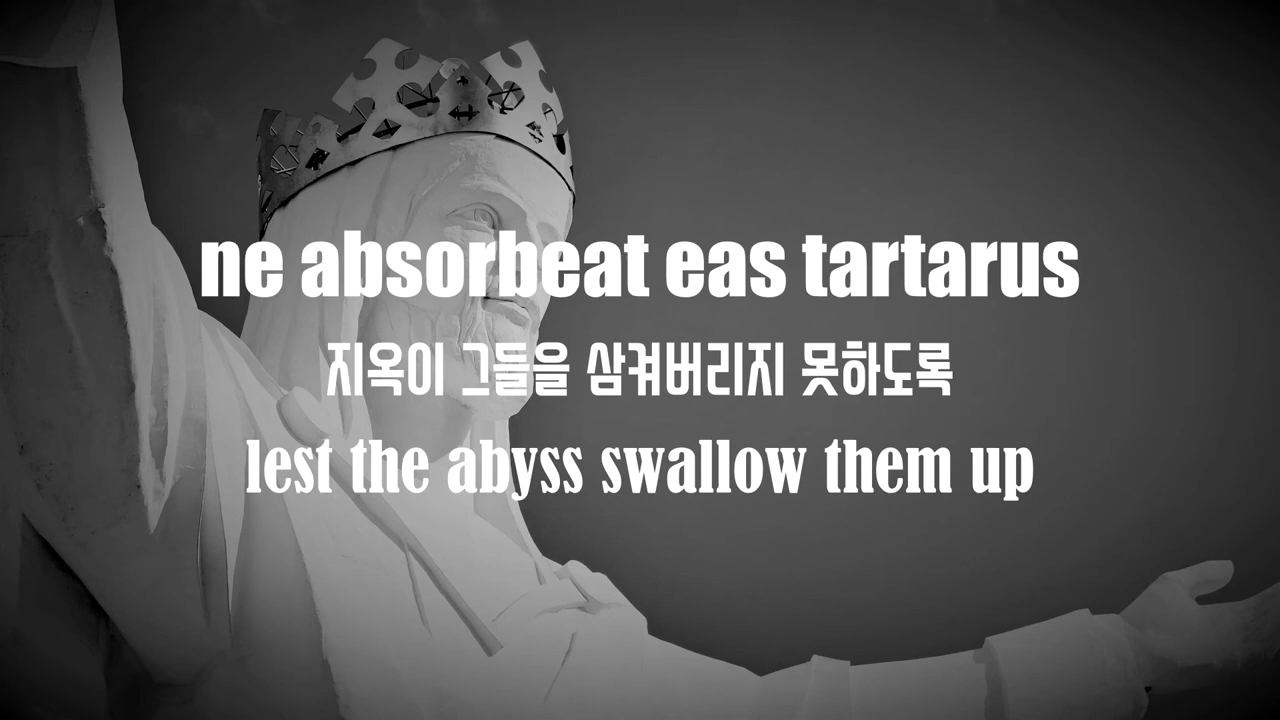 ne absorbeat eas tartarus
지옥이 그들을 삼켜버리지 못하도록
lest the abyss swallow them up